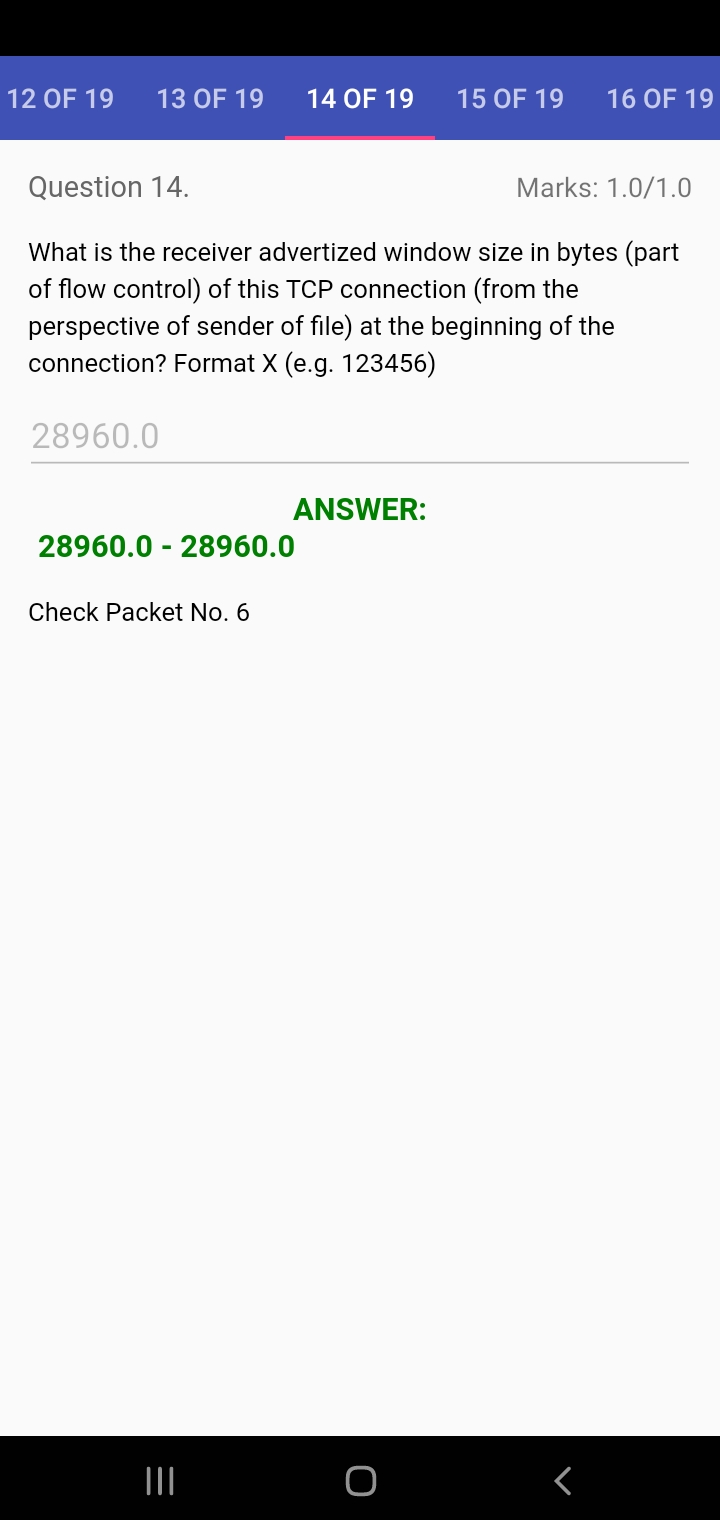 12 OF 19 13 OF 19 14 OF 19 15 OF 19 16 OF 19
Question 14. Marks: 1.0/1.0
What is the receiver advertized window size in bytes (part
of flow control) of this TCP connection (from the
perspective of sender of file) at the beginning of the
connection? Format X (e.g. 123456)
28960.0
ANSWER:
28960.0 - 28960.0
Check Packet No. 6